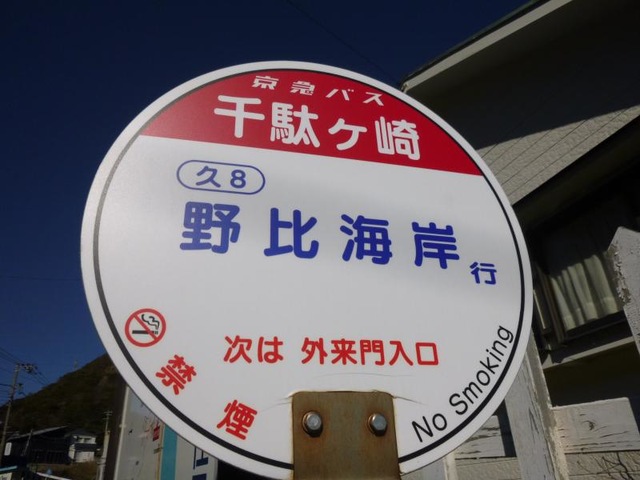 京急バス
千駄ヶ崎
久8
野比海岸行
次は 外来門入口
禁煙
No Smoking